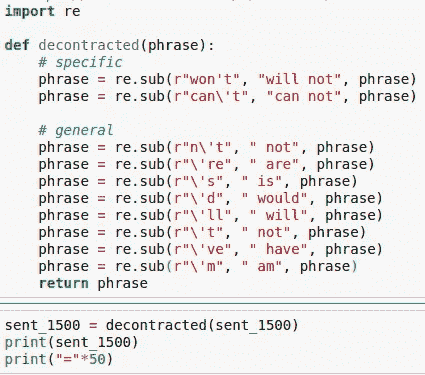 import re
def decontracted(phrase):
# specific
phrase = re.sub(r"won't", "will not", phrase)
phrase = re.sub(r"can\'t", "can not", phrase)
# general
phrase = re.sub(r"n\'t", " not", phrase)
phrase = re.sub(r"\'re", " are", phrase)
phrase = re.sub(r"\'s", " is", phrase)
phrase = re.sub(r"\'d", " would", phrase)
phrase = re.sub(r"\'ll", " will", phrase)
phrase = re.sub(r"\'t", " not", phrase)
phrase = re.sub(r"\'ve", " have", phrase)
phrase = re.sub(r"\'m", " am", phrase)
return phrase
sent_1500 = decontracted(sent_1500)
print(sent_1500)
print("="*50)